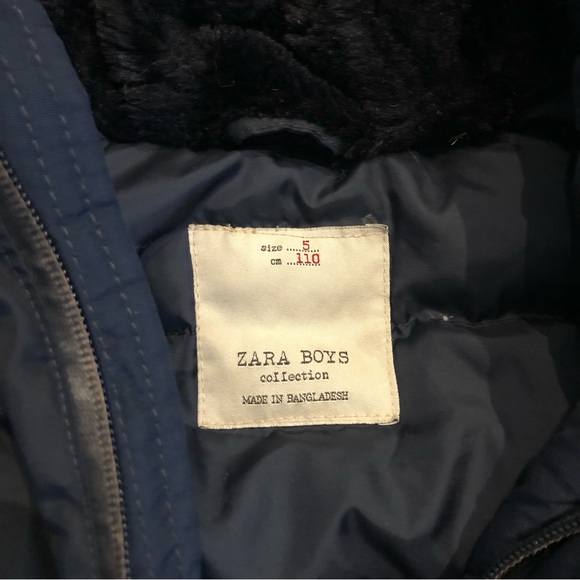 size ......5...
cm ...110
ZARA BOYS
collection
MADE IN BANGLADESH